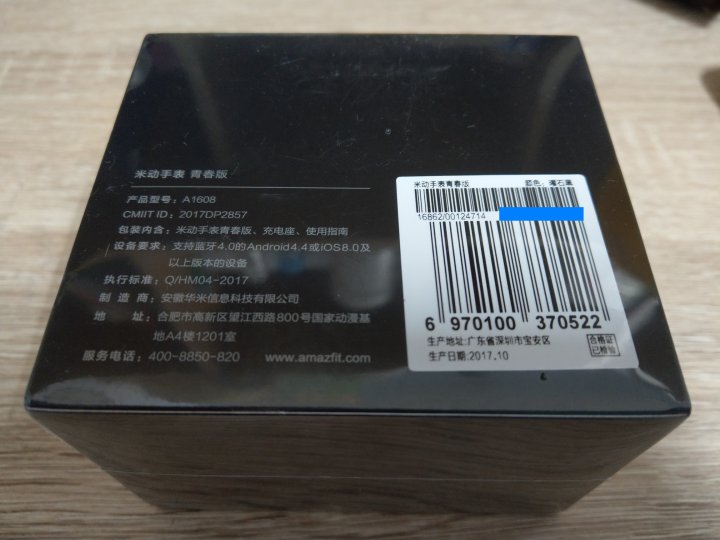 米动手表 青春版
产品型号： A1608
CMIIT ID： 2017DP2857
包装内含： 米动手表青春版、充电座、使用指南
设备要求： 支持蓝牙4.0的Android4.4或iOS8.0及
以上版本的设备
执行标准： Q/HM04-2017
制 造 商： 安徽华米信息科技有限公司
地 址： 合肥市高新区望江西路800号国家动漫基
地A4楼1201室
服务电话： 400-8850-820 www.amazfit.com
米动手表青春版 颜色：曜石黑
16862/00124714
6 970100 370522
生产地址:广东省深圳市宝安区
生产日期:2017.10
合格证
已检验